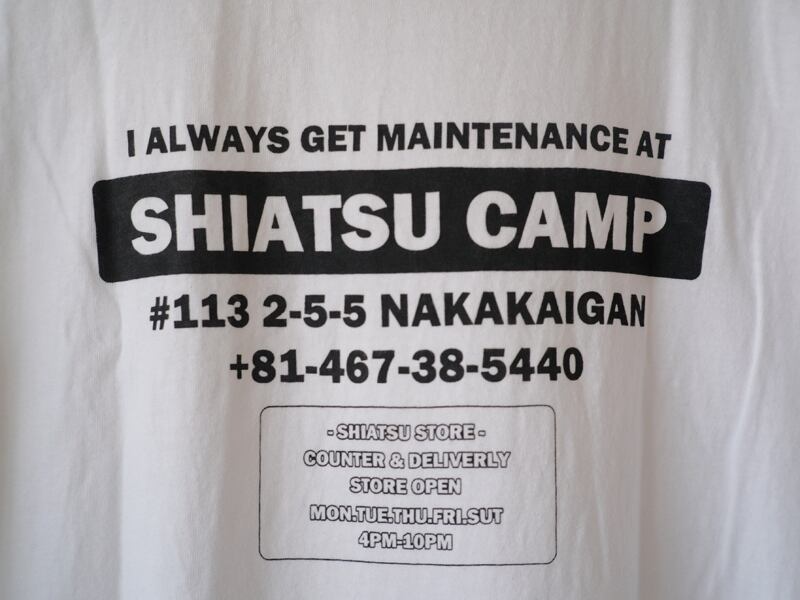 I ALWAYS GET MAINTENANCE AT
SHIATSU CAMP
#113 2-5-5 NAKAKAIGAN
+81-467-38-5440
- SHIATSU STORE -
COUNTER & DELIVERLY
STORE OPEN
MON.TUE.THU.FRI.SUT
4PM-10PM